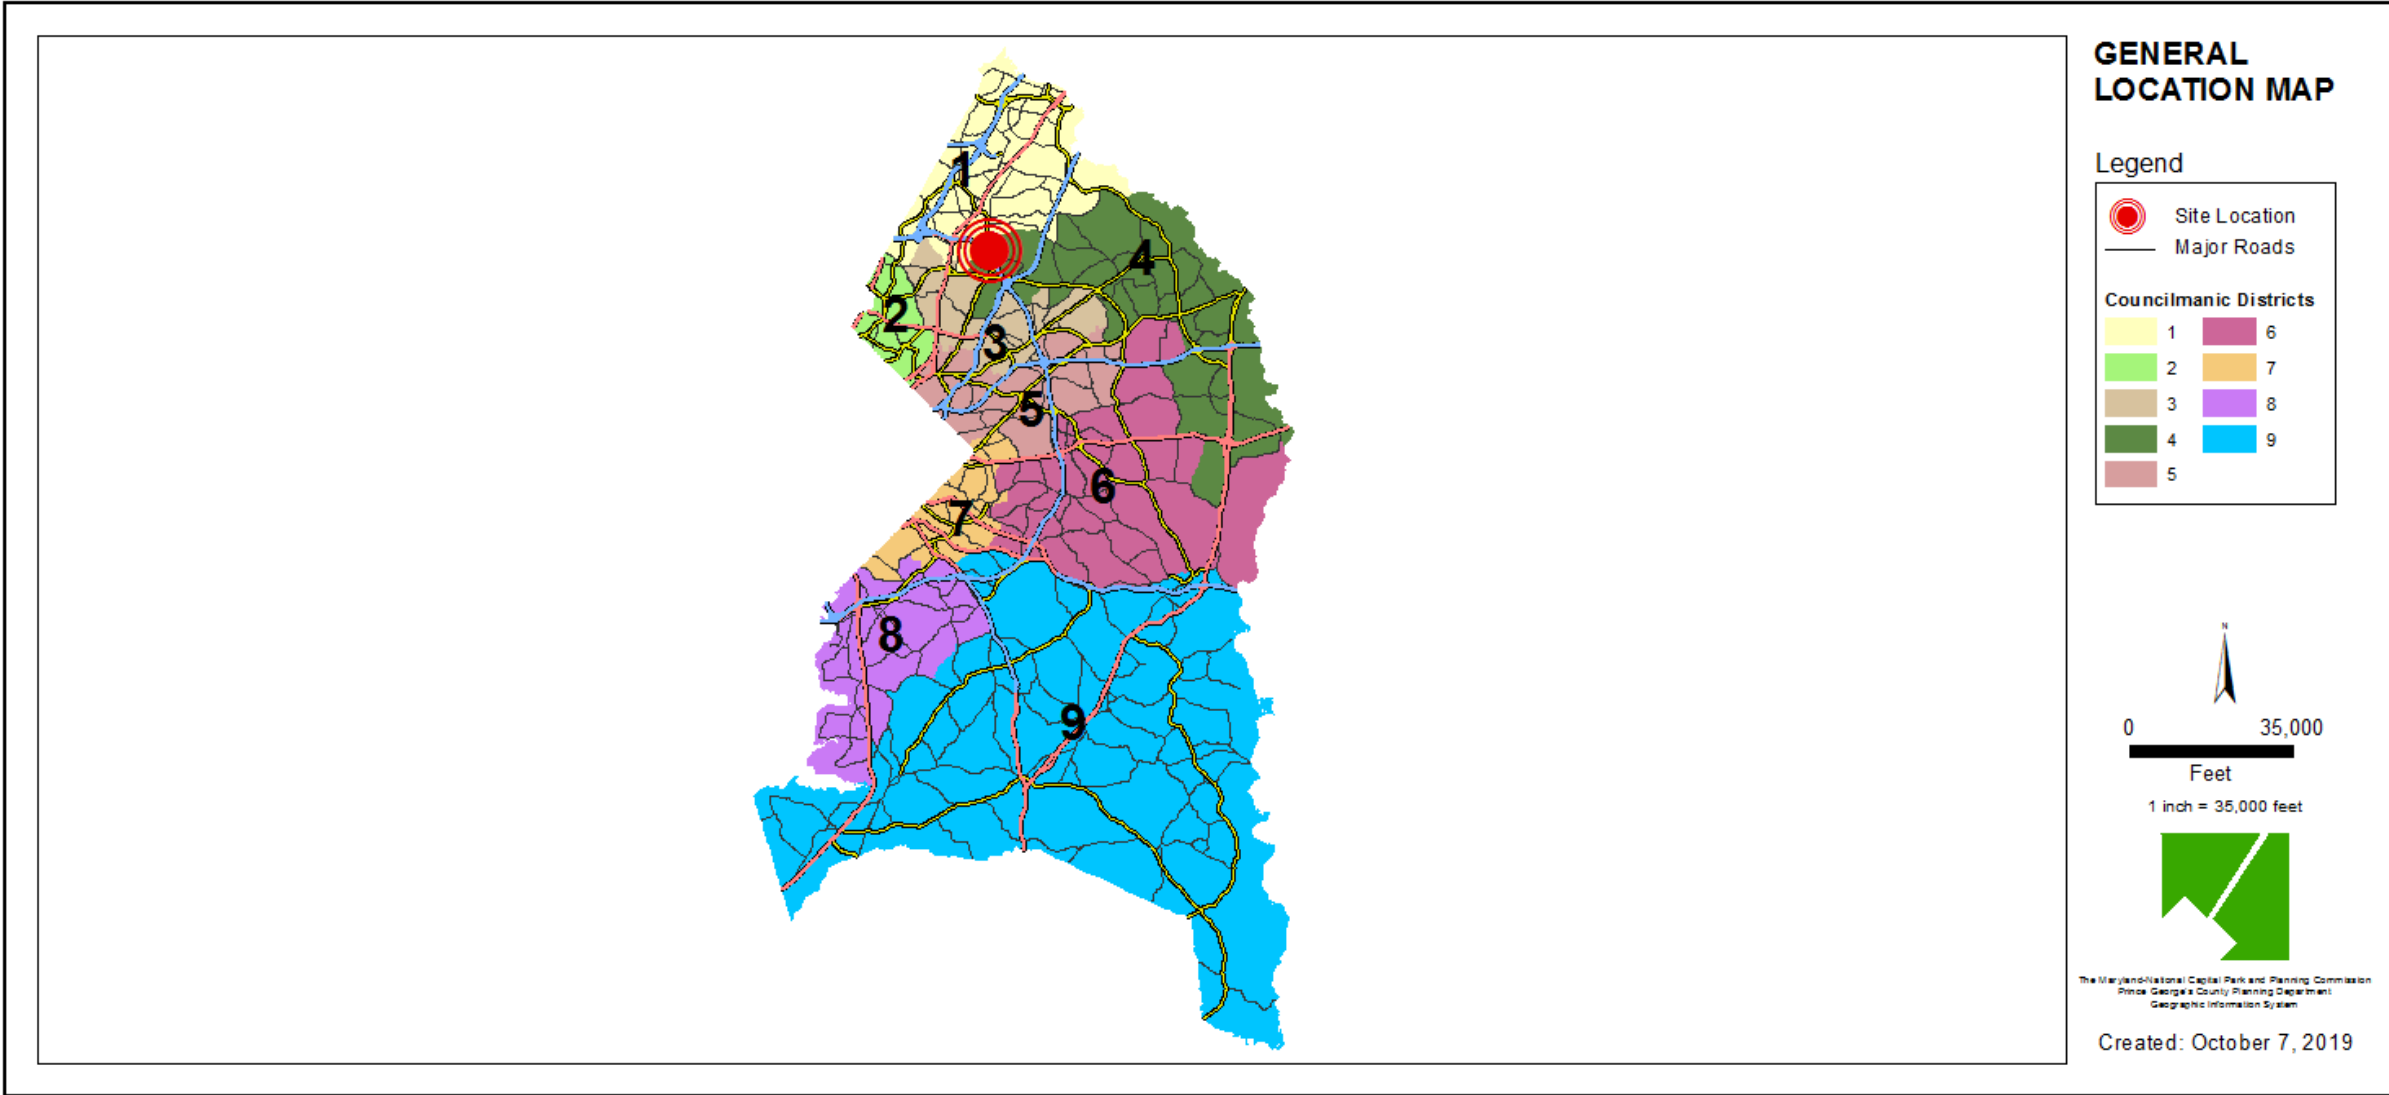 GENERAL
LOCATION MAP
Legend
Site Location
Major Roads
Councilmanic Districts
1 6
2 7
3 8
4 9
5
1
4
2
3
5
6
7
8
9
N
0 35,000
Feet
1 inch = 35,000 feet
The Maryland-National Capital Park and Planning Commission
Prince George's County Planning Department
Geographic Information System
Created: October 7, 2019